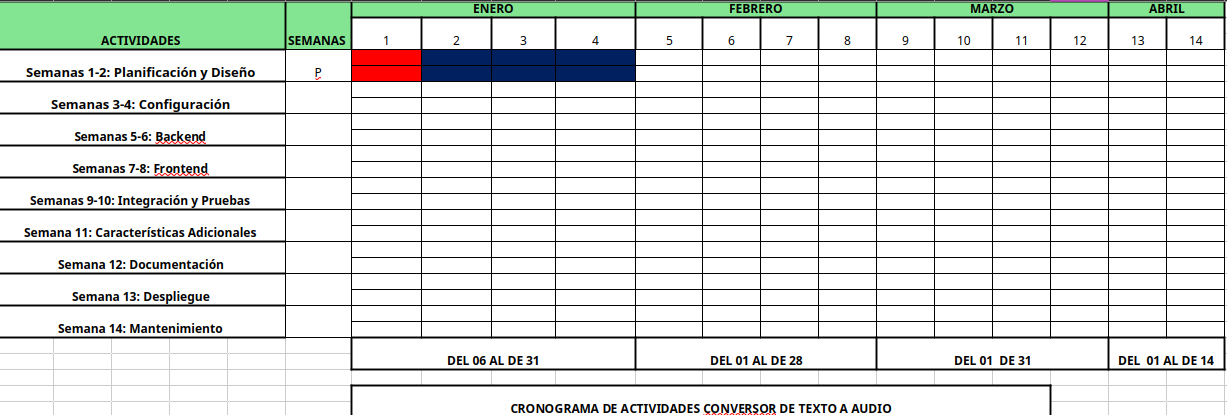 ENERO FEBRERO MARZO ABRIL
ACTIVIDADES SEMANAS 1 2 3 4 5 6 7 8 9 10 11 12 13 14
Semanas 1-2: Planificación y Diseño P
Semanas 3-4: Configuración
Semanas 5-6: Backend
Semanas 7-8: Frontend
Semanas 9-10: Integración y Pruebas
Semana 11: Características Adicionales
Semana 12: Documentación
Semana 13: Despliegue
Semana 14: Mantenimiento
DEL 06 AL DE 31 DEL 01 AL DE 28 DEL 01 DE 31 DEL 01 AL DE 14
CRONOGRAMA DE ACTIVIDADES CONVERSOR DE TEXTO A AUDIO